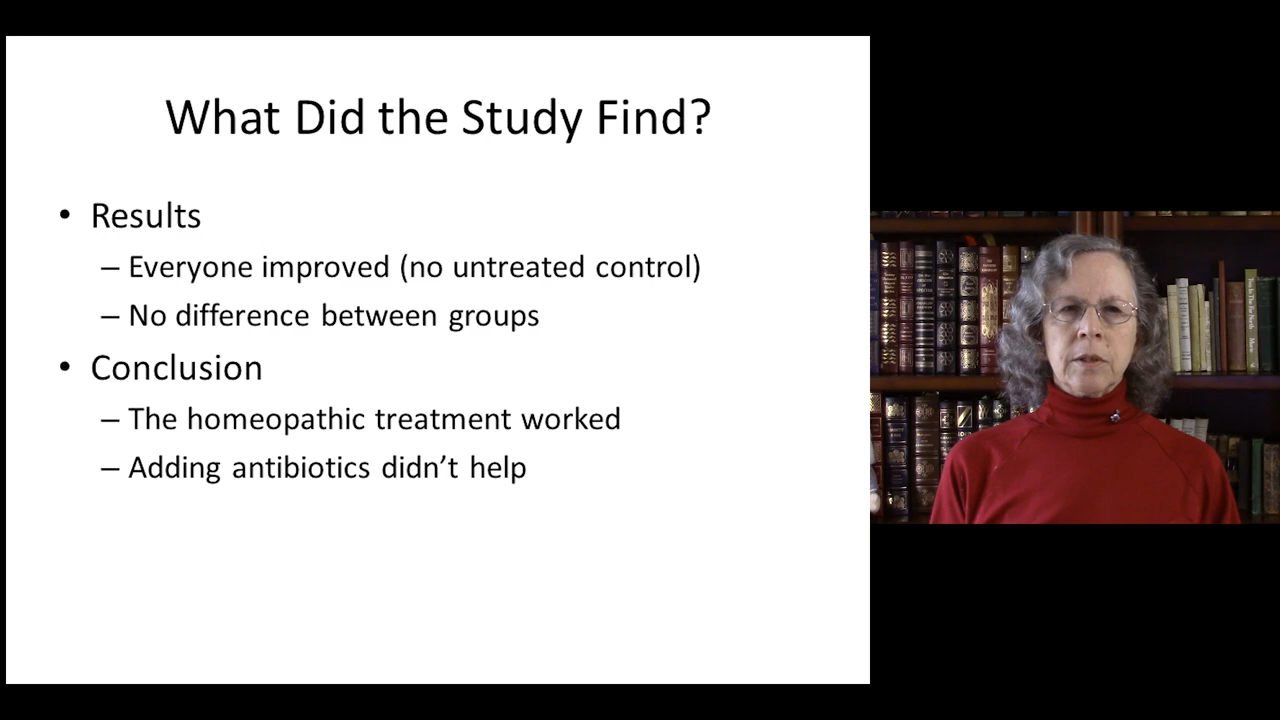 What Did the Study Find?
• Results
– Everyone improved (no untreated control)
– No difference between groups
• Conclusion
– The homeopathic treatment worked
– Adding antibiotics didn’t help